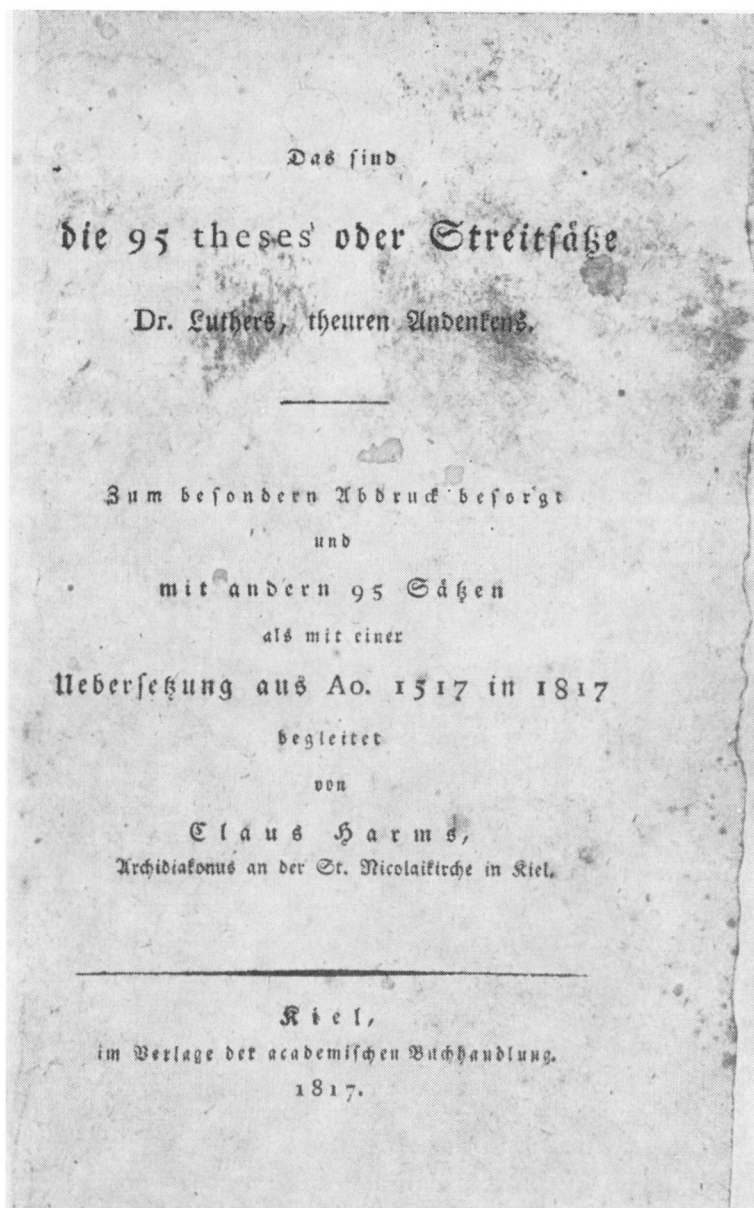 Das ſind
die 95 theses oder Streitſätze
Dr. Luthers, theuren Andenkens.
Zum beſondern Abdruck beſorgt
und
mit andern 95 Sätzen
als mit einer
Ueberſetzung aus Ao. 1517 in 1817
begleitet
von
Claus Harms,
Archidiakonus an der St. Nicolaikirche in Kiel.
Kiel,
im Verlage der academiſchen Buchhandlung.
1817.